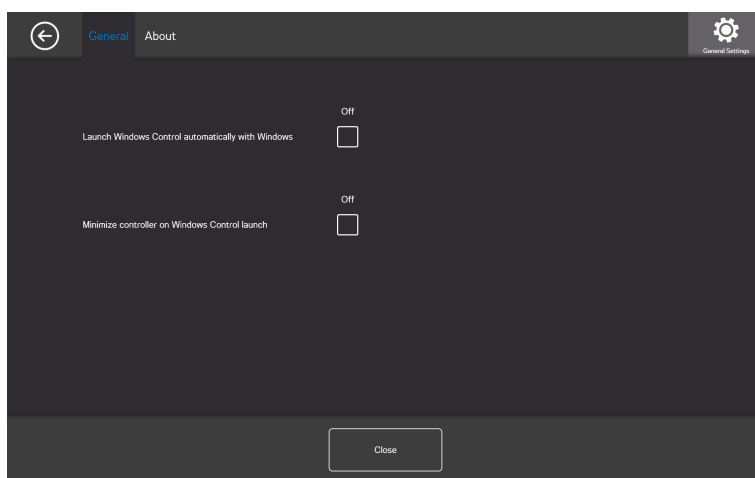 General About
General Settings
Off
Launch Windows Control automatically with Windows
Off
Minimize controller on Windows Control launch
Close